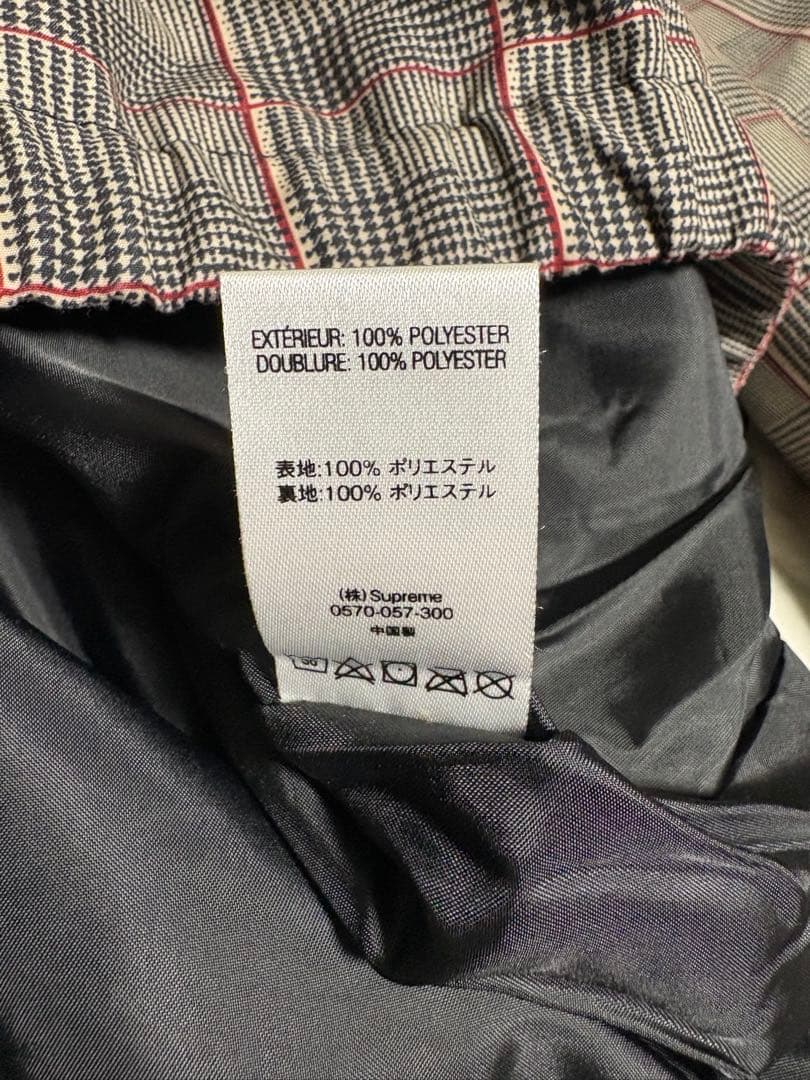 EXTÉRIEUR: 100% POLYESTER
DOUBLURE: 100% POLYESTER
表地:100% ポリエステル
裏地:100% ポリエステル
(株) Supreme
0570-057-300
中国製
30